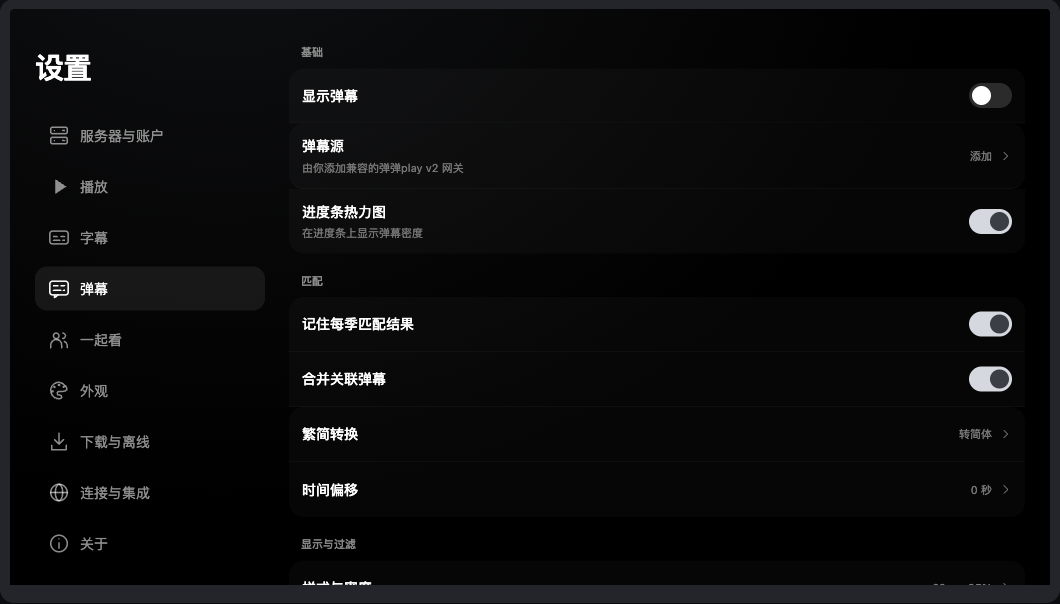 设置
服务器与账户
播放
字幕
弹幕
一起看
外观
下载与离线
连接与集成
关于
基础
显示弹幕
弹幕源
由你添加兼容的弹弹play v2 网关
添加
进度条热力图
在进度条上显示弹幕密度
匹配
记住每季匹配结果
合并关联弹幕
繁简转换
转简体
时间偏移
0 秒
显示与过滤